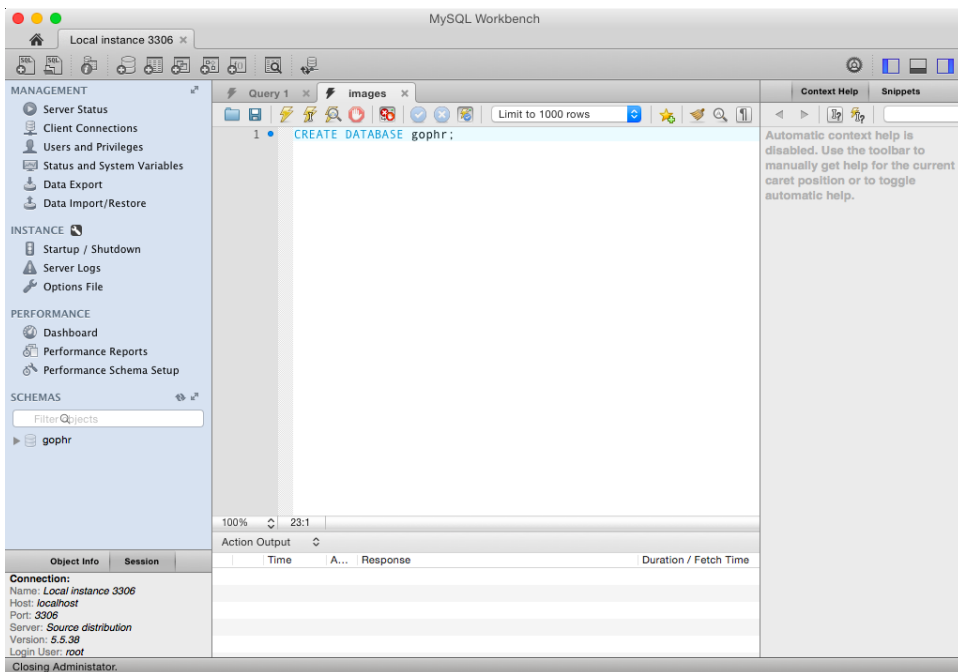 MySQL Workbench
Local instance 3306
MANAGEMENT
Server Status
Client Connections
Users and Privileges
Status and System Variables
Data Export
Data Import/Restore
INSTANCE
Startup / Shutdown
Server Logs
Options File
PERFORMANCE
Dashboard
Performance Reports
Performance Schema Setup
SCHEMAS
Filter Objects
gophr
Object Info Session
Connection:
Name: Local instance 3306
Host: localhost
Port: 3306
Server: Source distribution
Version: 5.5.38
Login User: root
Closing Administator.
Query 1 images
Limit to 1000 rows
1 CREATE DATABASE gophr;
100% 23:1
Action Output
Time A... Response Duration / Fetch Time
Context Help Snippets
Automatic context help is
disabled. Use the toolbar to
manually get help for the current
caret position or to toggle
automatic help.